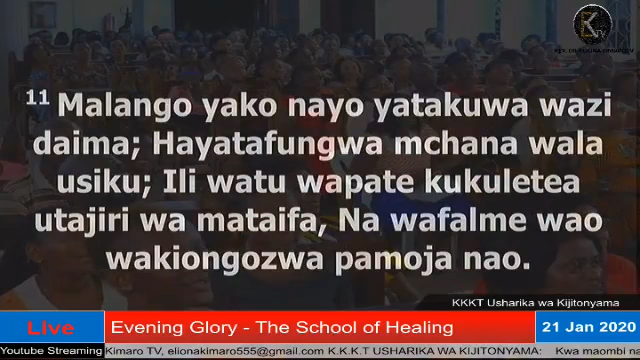 11 Malango yako nayo yatakuwa wazi
daima; Hayatafungwa mchana wala
usiku; Ili watu wapate kukuletea
utajiri wa mataifa, Na wafalme wao
wakiongozwa pamoja nao.
KKKT Usharika wa Kijitonyama
Live
Evening Glory - The School of Healing
21 Jan 2020
Youtube Streaming
Kimaro TV, elionakimaro555@gmail.com K.K.K.T USHARIKA WA KIJITONYAMA! Kwa maombi n